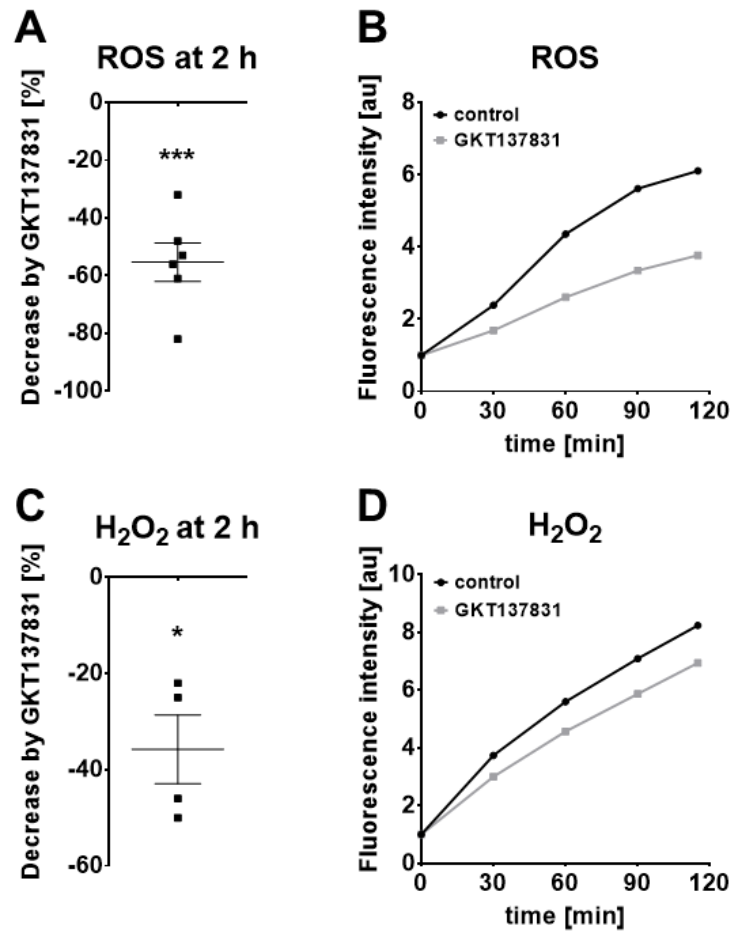 A
ROS at 2 h
Decrease by GKT137831 [%]
0
-20
-40
-60
-80
-100
***
B
ROS
Fluorescence intensity [au]
8
6
4
2
0
control
GKT137831
0 30 60 90 120
time [min]
C
H2O2 at 2 h
Decrease by GKT137831 [%]
0
-20
-40
-60
*
D
H2O2
Fluorescence intensity [au]
10
8
6
4
2
0
control
GKT137831
0 30 60 90 120
time [min]